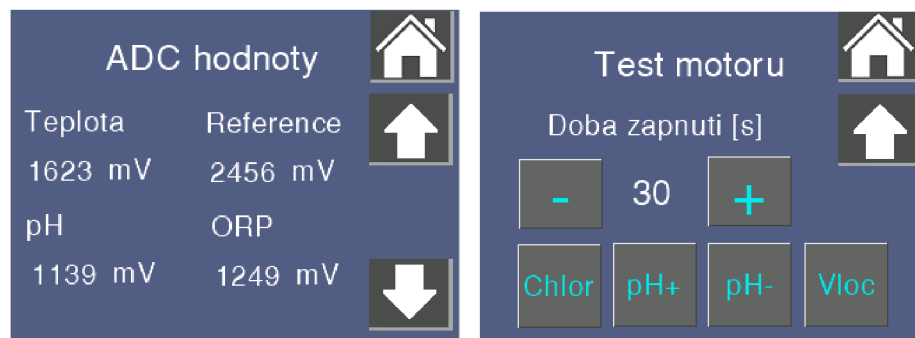 ADC hodnoty
Teplota Reference
1623 mV 2456 mV
pH ORP
1139 mV 1249 mV
Test motoru
Doba zapnuti [s]
- 30 +
Chlor pH+ pH- Vloc